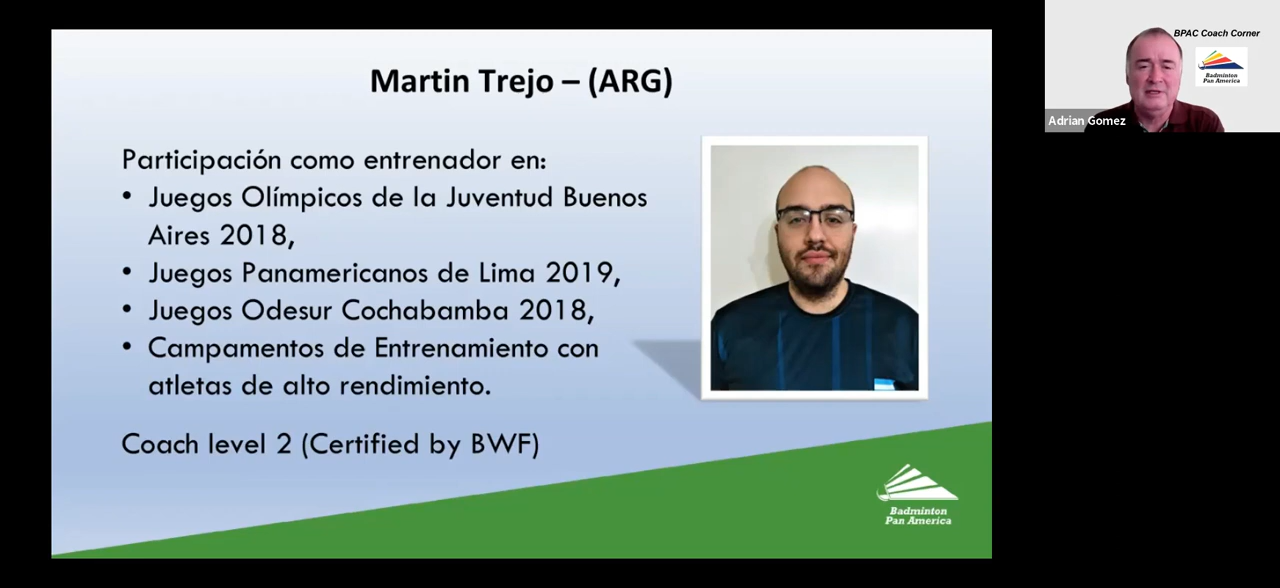 Martin Trejo – (ARG)
Participación como entrenador en:
• Juegos Olímpicos de la Juventud Buenos
Aires 2018,
• Juegos Panamericanos de Lima 2019,
• Juegos Odesur Cochabamba 2018,
• Campamentos de Entrenamiento con
atletas de alto rendimiento.
Coach level 2 (Certified by BWF)
Badminton
Pan America
BPAC Coach Corner
Badminton
Pan America
Adrian Gomez